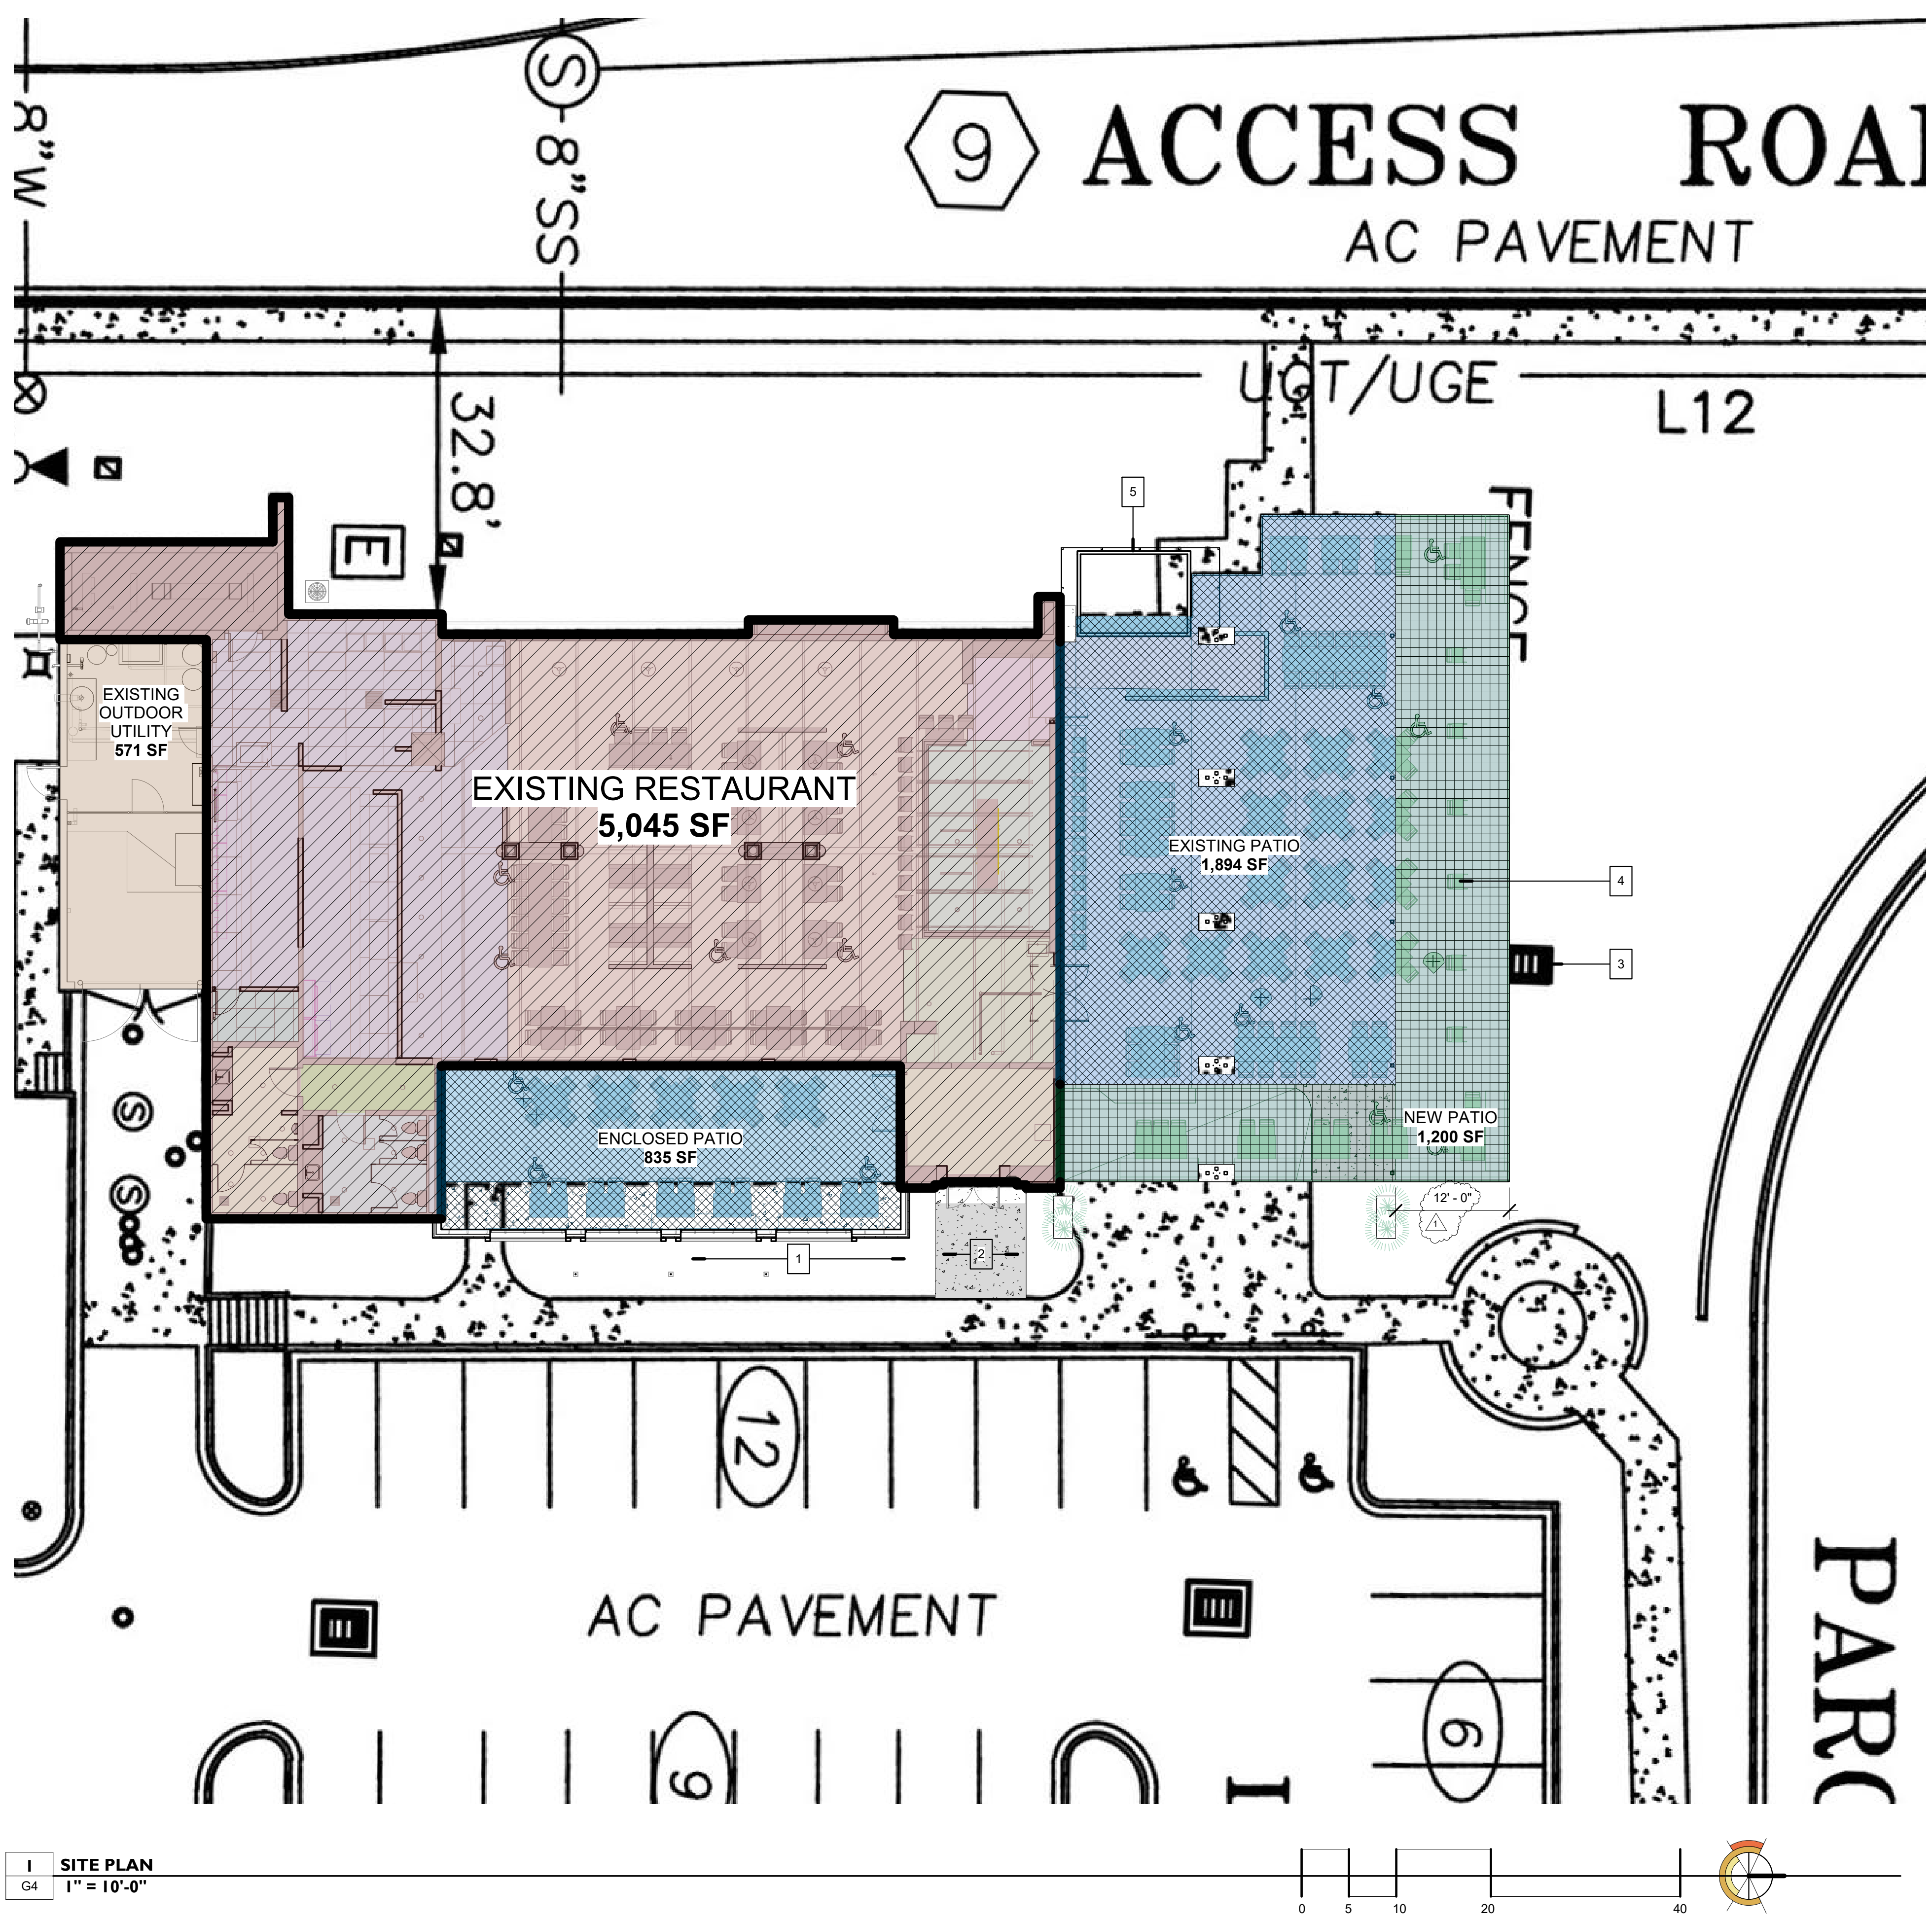 8"W
S
8"SS
9
ACCESS ROA
AC PAVEMENT
UGT/UGE
L12
32.8'
E
FENCE
5
EXISTING
OUTDOOR
UTILITY
571 SF
EXISTING RESTAURANT
5,045 SF
EXISTING PATIO
1,894 SF
4
3
ENCLOSED PATIO
835 SF
NEW PATIO
1,200 SF
12' - 0"
1
S
S
1
2
12
AC PAVEMENT
9
6
PARC
I
I
G4
SITE PLAN
1" = 10'-0"
0 5 10 20 40